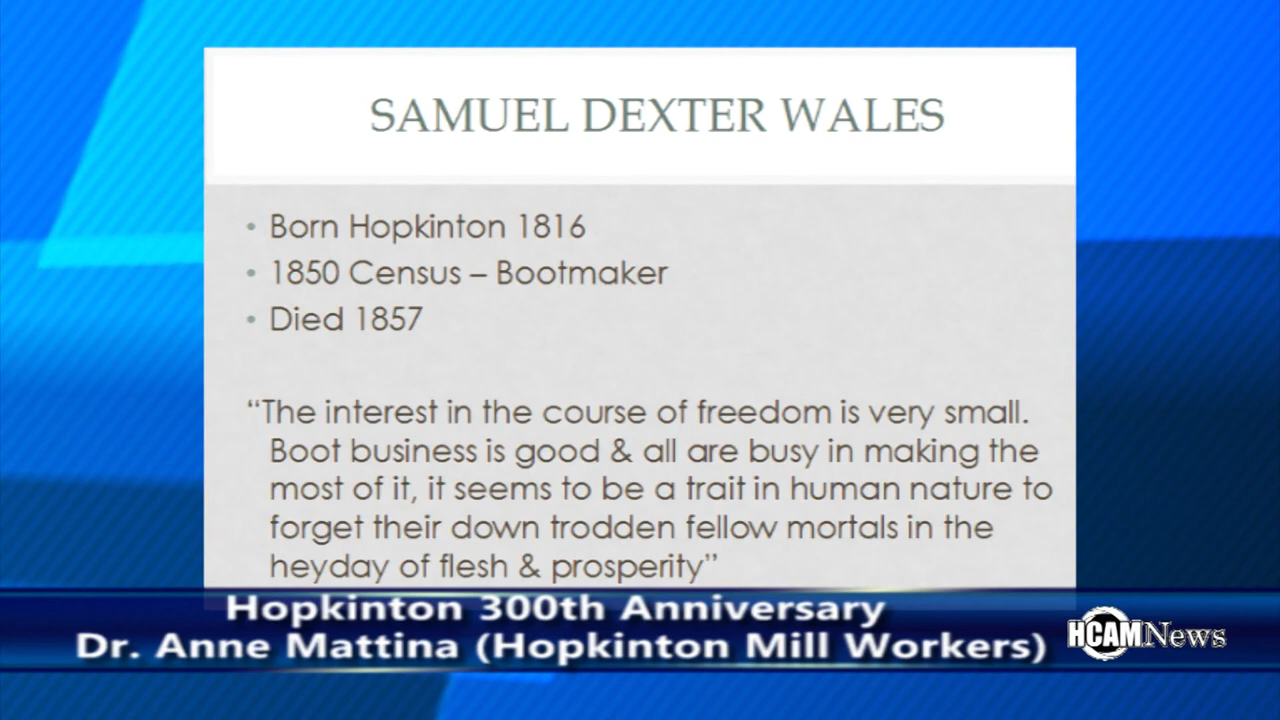 SAMUEL DEXTER WALES
• Born Hopkinton 1816
• 1850 Census – Bootmaker
• Died 1857
“The interest in the course of freedom is very small.
Boot business is good & all are busy in making the
most of it, it seems to be a trait in human nature to
forget their down trodden fellow mortals in the
heyday of flesh & prosperity”
Hopkinton 300th Anniversary
Dr. Anne Mattina (Hopkinton Mill Workers)
HCAM News